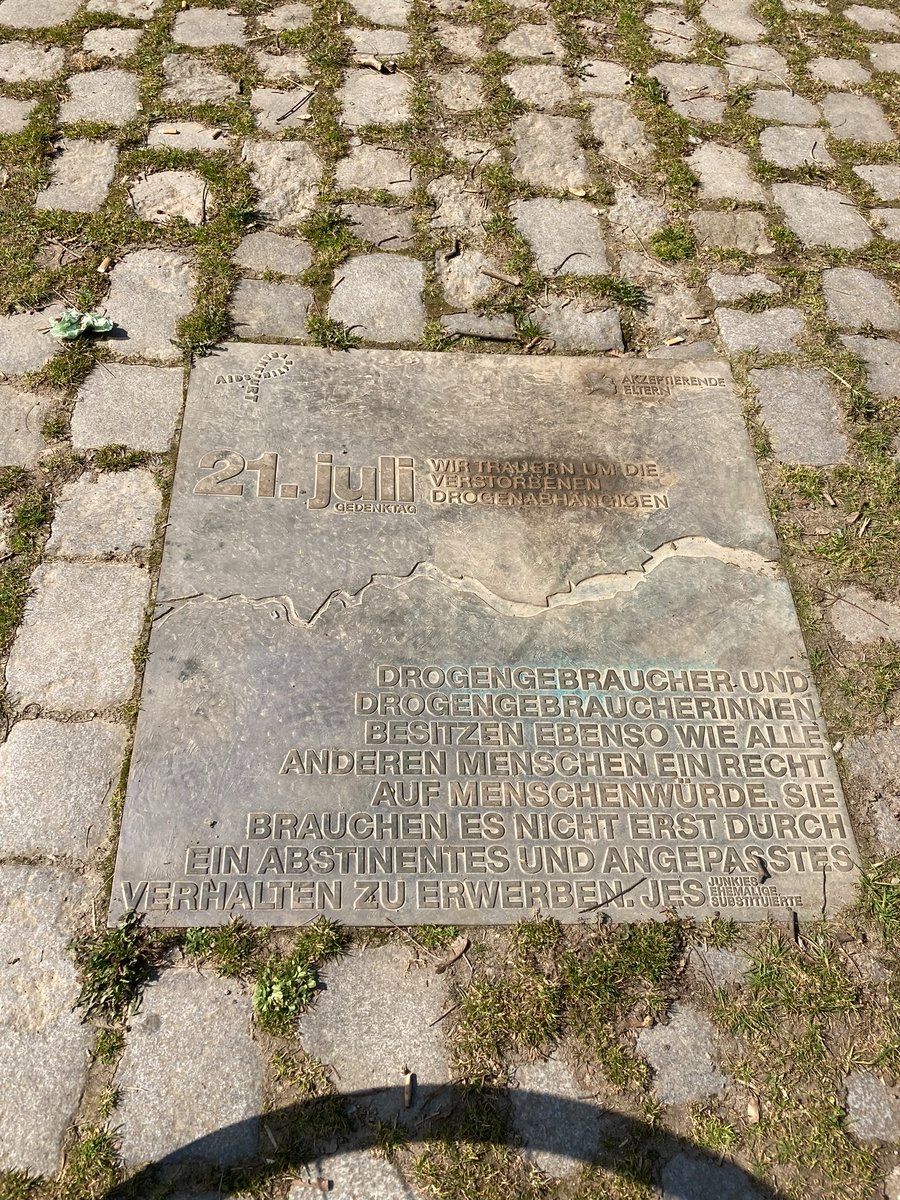 AKZEPTIERENDE
ELTERN
21. juli
GEDENKTAG
WIR TRAUERN UM DIE
VERSTORBENEN
DROGENABHÄNGIGEN
DROGENGEBRAUCHER UND
DROGENGEBRAUCHERINNEN
BESITZEN EBENSO WIE ALLE
ANDEREN MENSCHEN EIN RECHT
AUF MENSCHENWÜRDE. SIE
BRAUCHEN ES NICHT ERST DURCH
EIN ABSTINENTES UND ANGEPASSTES
VERHALTEN ZU ERWERBEN. JES
JUNKIES
EHEMALIGE
SUBSTITUIERTE